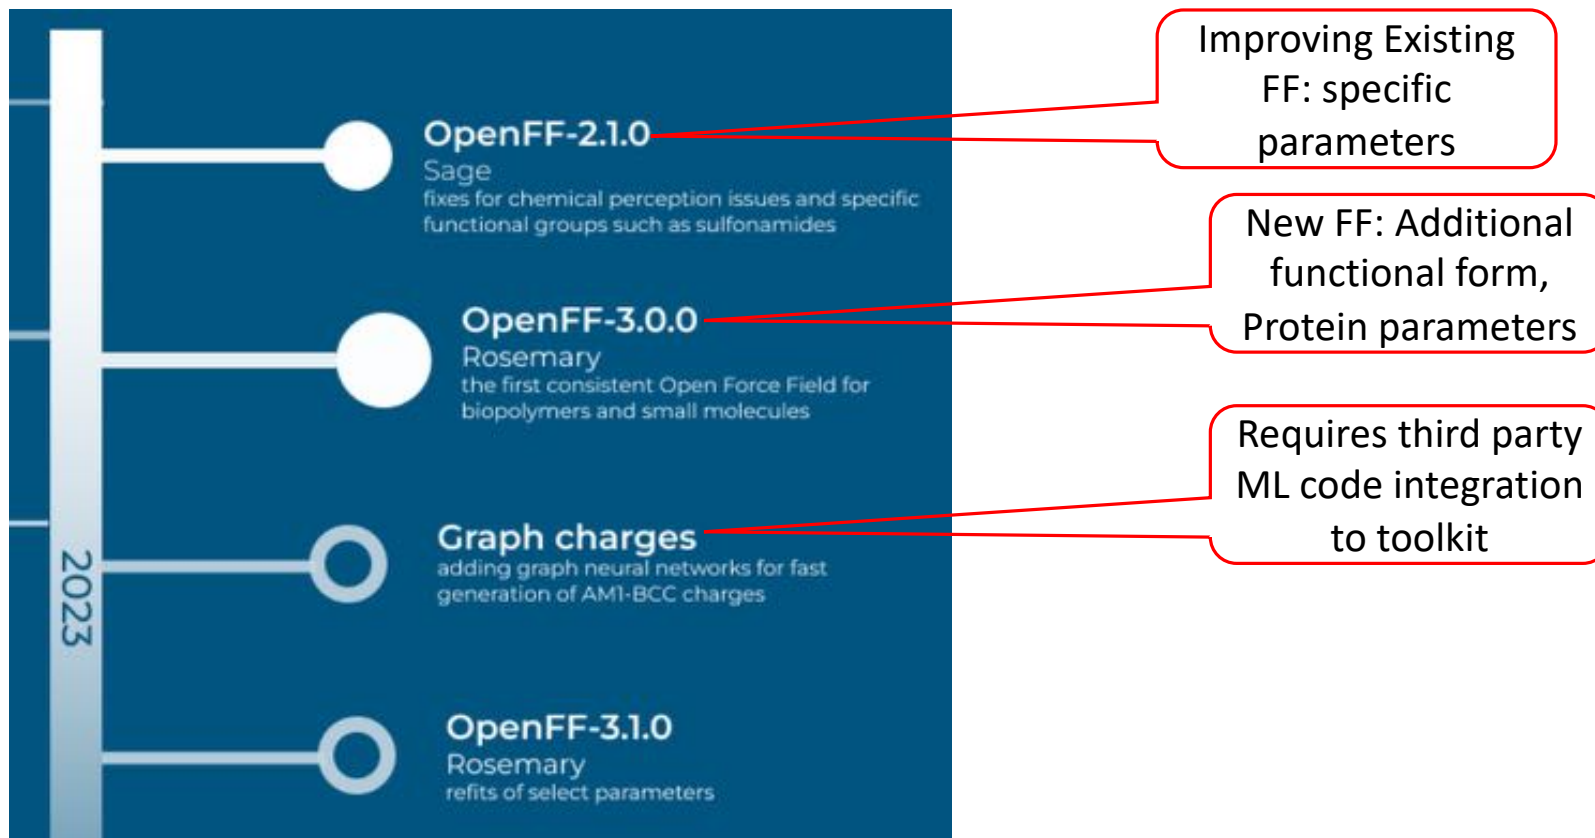 OpenFF-2.1.0
Sage
fixes for chemical perception issues and specific
functional groups such as sulfonamides
Improving Existing
FF: specific
parameters
OpenFF-3.0.0
Rosemary
the first consistent Open Force Field for
biopolymers and small molecules
New FF: Additional
functional form,
Protein parameters
Graph charges
adding graph neural networks for fast
generation of AM1-BCC charges
Requires third party
ML code integration
to toolkit
2023
OpenFF-3.1.0
Rosemary
refits of select parameters